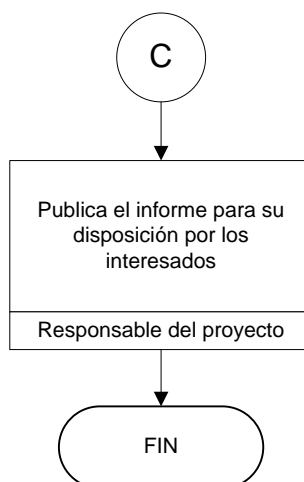 C
Publica el informe para su
disposición por los
interesados
Responsable del proyecto
FIN